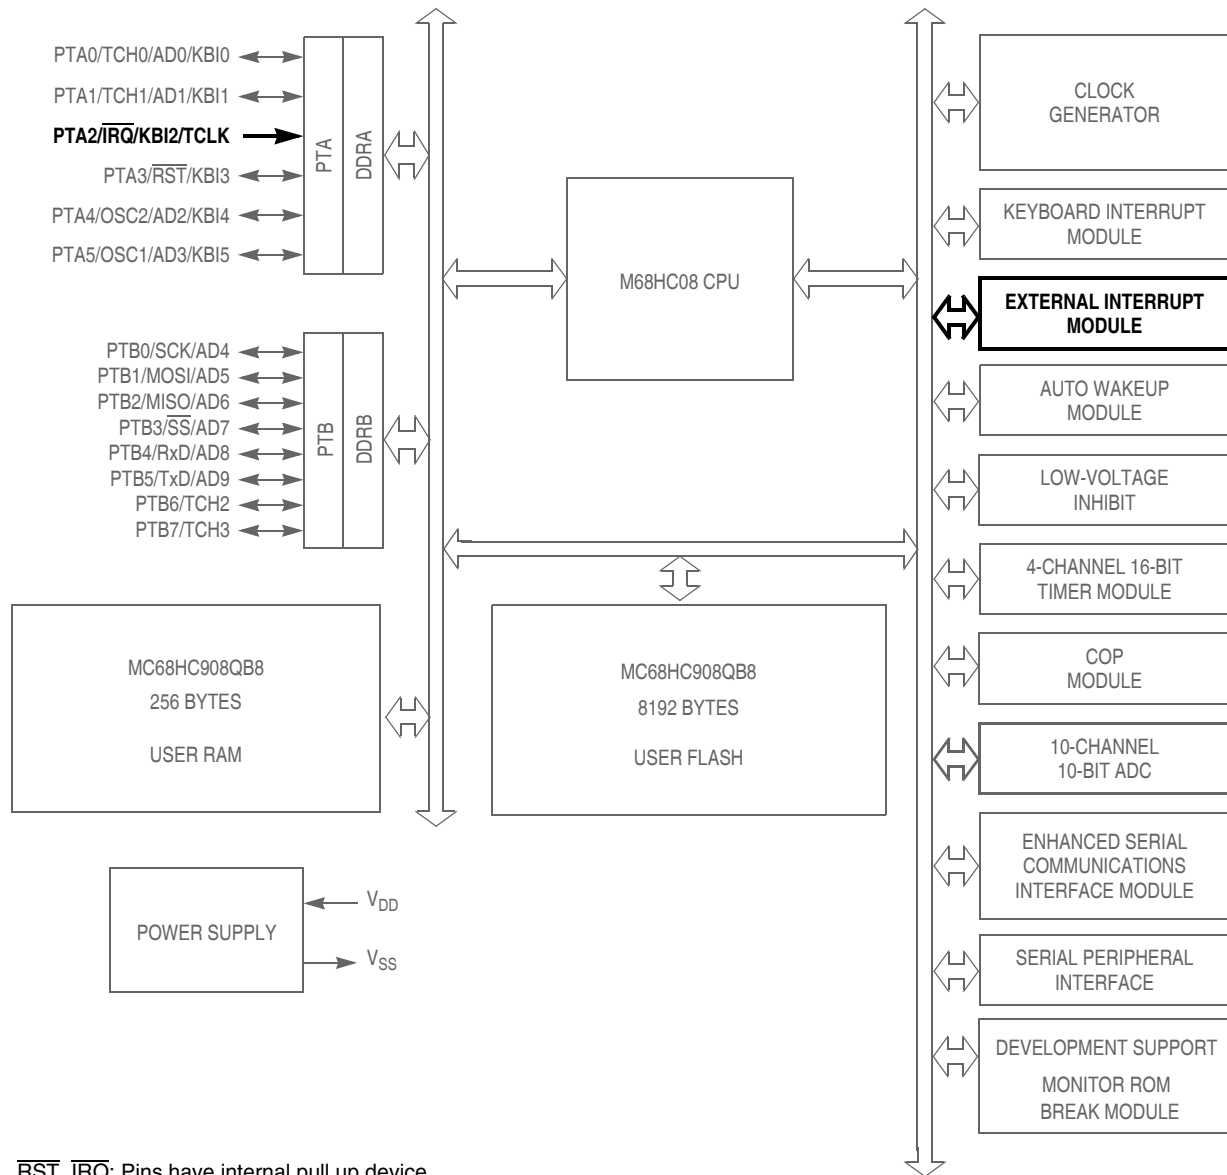 PTA0/TCH0/AD0/KBI0
PTA1/TCH1/AD1/KBI1
PTA2/IRQ/KBI2/TCLK
PTA3/RST/KBI3
PTA4/OSC2/AD2/KBI4
PTA5/OSC1/AD3/KBI5
PTA
DDRA
PTB0/SCK/AD4
PTB1/MOSI/AD5
PTB2/MISO/AD6
PTB3/SS/AD7
PTB4/RxD/AD8
PTB5/TxD/AD9
PTB6/TCH2
PTB7/TCH3
PTB
DDRB
M68HC08 CPU
MC68HC908QB8
256 BYTES
USER RAM
MC68HC908QB8
8192 BYTES
USER FLASH
POWER SUPPLY
VDD
VSS
CLOCK
GENERATOR
KEYBOARD INTERRUPT
MODULE
EXTERNAL INTERRUPT
MODULE
AUTO WAKEUP
MODULE
LOW-VOLTAGE
INHIBIT
4-CHANNEL 16-BIT
TIMER MODULE
COP
MODULE
10-CHANNEL
10-BIT ADC
ENHANCED SERIAL
COMMUNICATIONS
INTERFACE MODULE
SERIAL PERIPHERAL
INTERFACE
DEVELOPMENT SUPPORT
MONITOR ROM
BREAK MODULE
RST, IRQ: Pins have internal pull up device